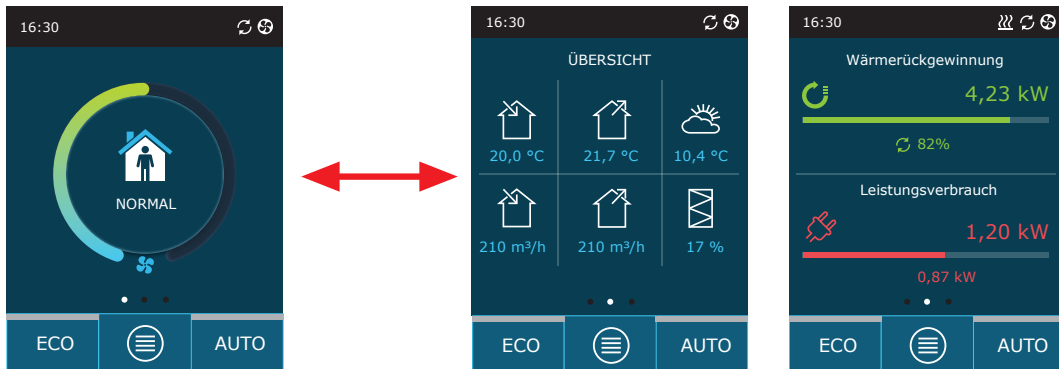 16:30
NORMAL
ECO
AUTO
16:30
ÜBERSICHT
20,0 °C
21,7 °C
10,4 °C
210 m³/h
210 m³/h
17 %
ECO
AUTO
16:30
Wärmerückgewinnung
4,23 kW
82%
Leistungsverbrauch
1,20 kW
0,87 kW
ECO
AUTO